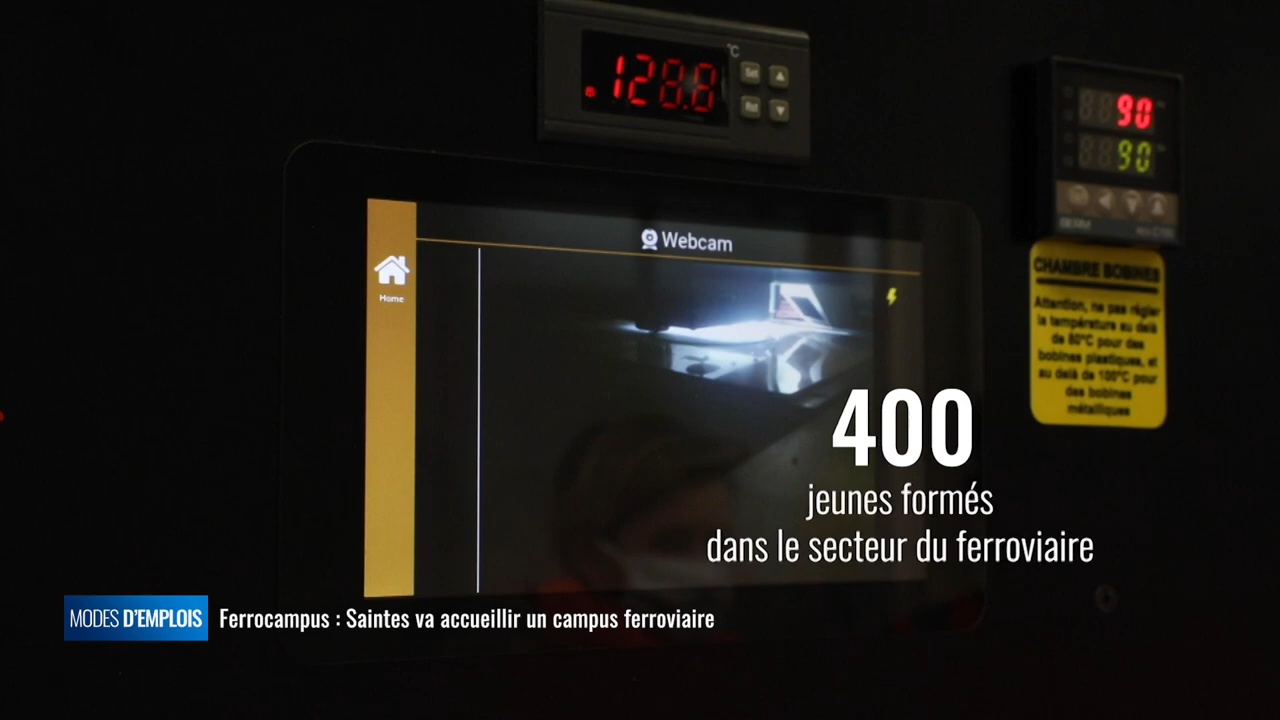 128.8
°C
Set
Rst
90
90
Webcam
Home
CHAMBRE BOBINES
Attention, ne pas régler
la température au delà
de 80°C pour des
bobines plastiques, et
au delà de 100°C pour
des bobines
métalliques
400
jeunes formés
dans le secteur du ferroviaire
MODES D'EMPLOIS
Ferrocampus : Saintes va accueillir un campus ferroviaire